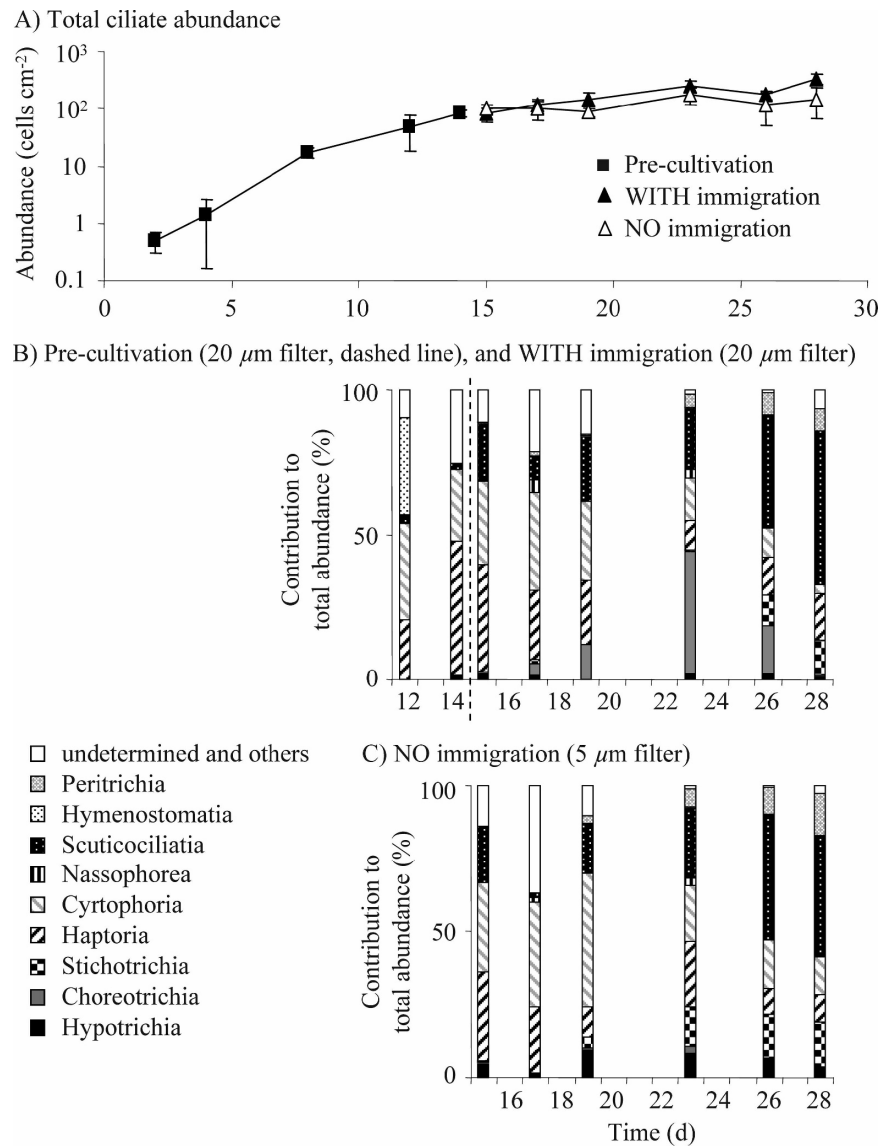 A) Total ciliate abundance
Abundance (cells cm⁻²)
10³
10²
10
1
0.1
0 5 10 15 20 25 30
Pre-cultivation
WITH immigration
NO immigration
B) Pre-cultivation (20 µm filter, dashed line), and WITH immigration (20 µm filter)
Contribution to
total abundance (%)
100
50
0
12 14 16 18 20 22 24 26 28
undetermined and others
Peritrichia
Hymenostomatia
Scuticociliatia
Nassophorea
Cyrtophoria
Haptoria
Stichotrichia
Choreotrichia
Hypotrichia
C) NO immigration (5 µm filter)
Contribution to
total abundance (%)
100
50
0
16 18 20 22 24 26 28
Time (d)